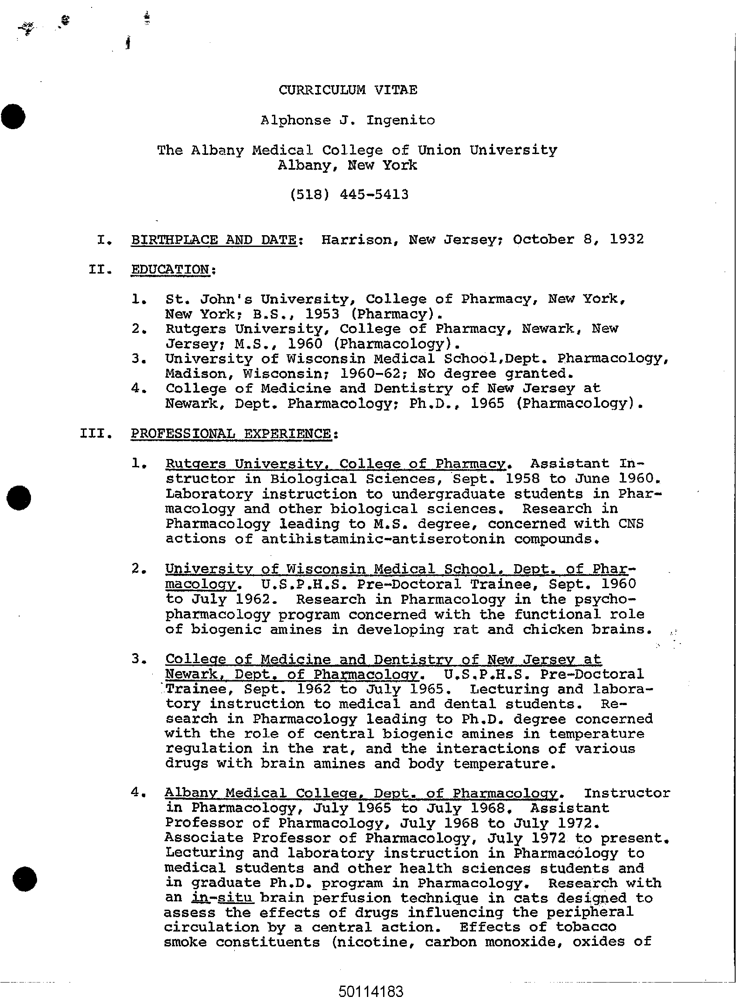 CURRICULUM VITAE
Alphonse J. Ingenito
The Albany Medical College of Union University
Albany, New York
(518) 445-5413
I. BIRTHPLACE AND DATE: Harrison, New Jersey; October 8, 1932
II. EDUCATION:
1. St. John's University, College of Pharmacy, New York,
New York; B.S., 1953 (Pharmacy).
2. Rutgers University, College of Pharmacy, Newark, New
Jersey; M.S., 1960 (Pharmacology).
3. University of Wisconsin Medical School,Dept. Pharmacology,
Madison, Wisconsin; 1960-62; No degree granted.
4. College of Medicine and Dentistry of New Jersey at
Newark, Dept. Pharmacology; Ph.D., 1965 (Pharmacology).
III. PROFESSIONAL EXPERIENCE:
1. Rutgers University, College of Pharmacy. Assistant In-
structor in Biological Sciences, Sept. 1958 to June 1960.
Laboratory instruction to undergraduate students in Phar-
macology and other biological sciences. Research in
Pharmacology leading to M.S. degree, concerned with CNS
actions of antihistaminic-antiserotonin compounds.
2. University of Wisconsin Medical School, Dept. of Phar-
macology. U.S.P.H.S. Pre-Doctoral Trainee, Sept. 1960
to July 1962. Research in Pharmacology in the psycho-
pharmacology program concerned with the functional role
of biogenic amines in developing rat and chicken brains.
3. College of Medicine and Dentistry of New Jersey at
Newark, Dept. of Pharmacology. U.S.P.H.S. Pre-Doctoral
Trainee, Sept. 1962 to July 1965. Lecturing and labora-
tory instruction to medical and dental students. Re-
search in Pharmacology leading to Ph.D. degree concerned
with the role of central biogenic amines in temperature
regulation in the rat, and the interactions of various
drugs with brain amines and body temperature.
4. Albany Medical College, Dept. of Pharmacology. Instructor
in Pharmacology, July 1965 to July 1968. Assistant
Professor of Pharmacology, July 1968 to July 1972.
Associate Professor of Pharmacology, July 1972 to present.
Lecturing and laboratory instruction in Pharmacology to
medical students and other health sciences students and
in graduate Ph.D. program in Pharmacology. Research with
an in-situ brain perfusion technique in cats designed to
assess the effects of drugs influencing the peripheral
circulation by a central action. Effects of tobacco
smoke constituents (nicotine, carbon monoxide, oxides of
50114183